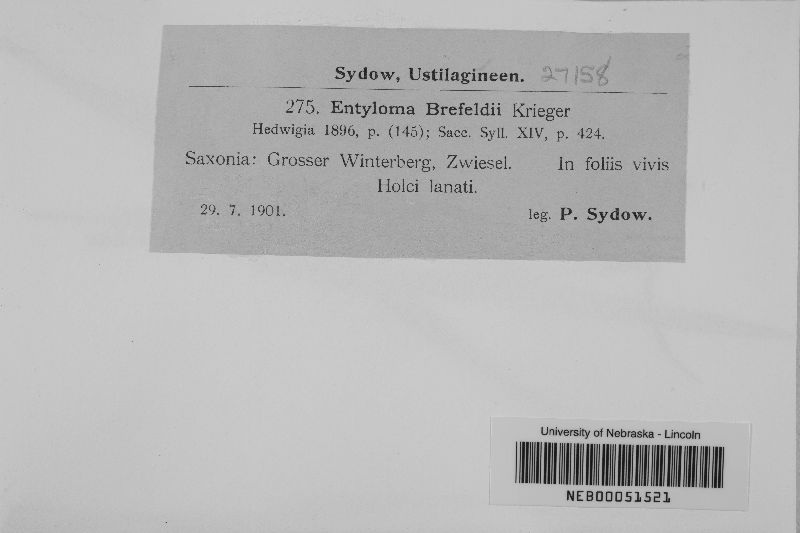 Sydow, Ustilagineen. 27158
275. Entyloma Brefeldii Krieger
Hedwigia 1896, p. (145); Sacc. Syll. XIV, p. 424.
Saxonia: Grosser Winterberg, Zwiesel. In foliis vivis
Holci lanati.
29. 7. 1901. leg. P. Sydow.
University of Nebraska - Lincoln
NEB00051521